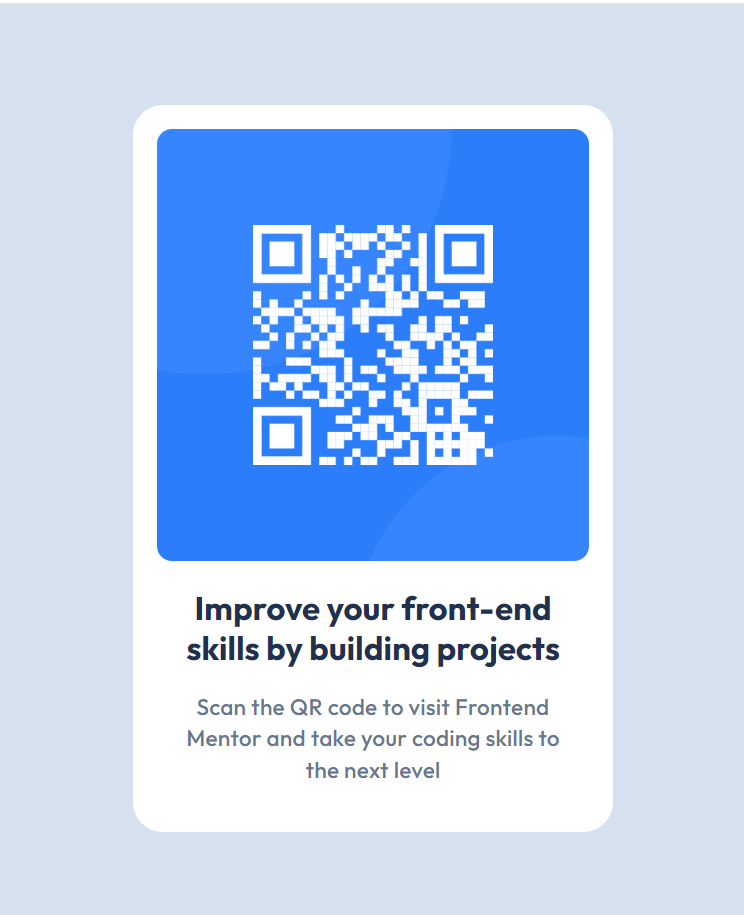 Improve your front-end
skills by building projects
Scan the QR code to visit Frontend
Mentor and take your coding skills to
the next level